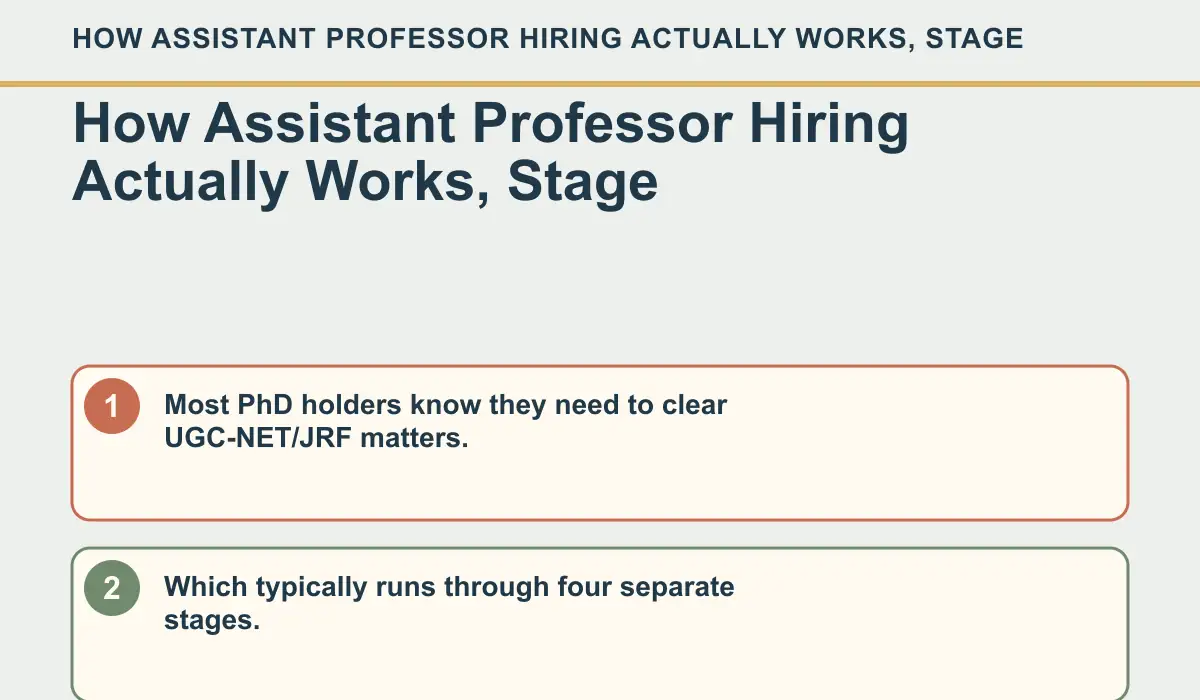 HOW ASSISTANT PROFESSOR HIRING ACTUALLY WORKS, STAGE
How Assistant Professor Hiring
Actually Works, Stage
1
Most PhD holders know they need to clear
UGC-NET/JRF matters.
2
Which typically runs through four separate
stages.